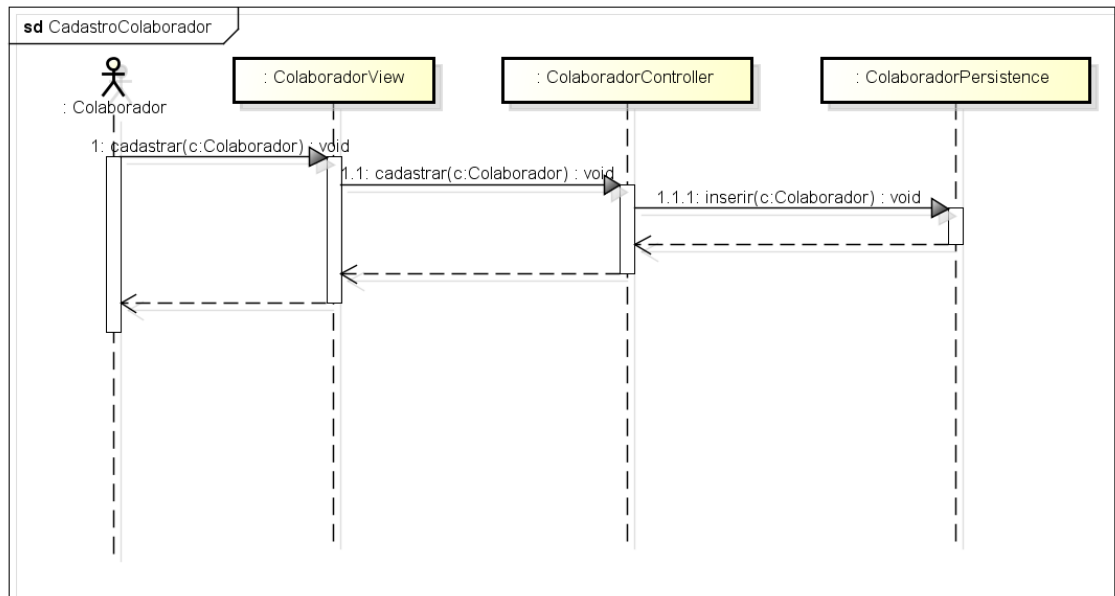 sd CadastroColaborador
: Colaborador
: ColaboradorView
: ColaboradorController
: ColaboradorPersistence
1: cadastrar(c:Colaborador) : void
1.1: cadastrar(c:Colaborador) : void
1.1.1: inserir(c:Colaborador) : void